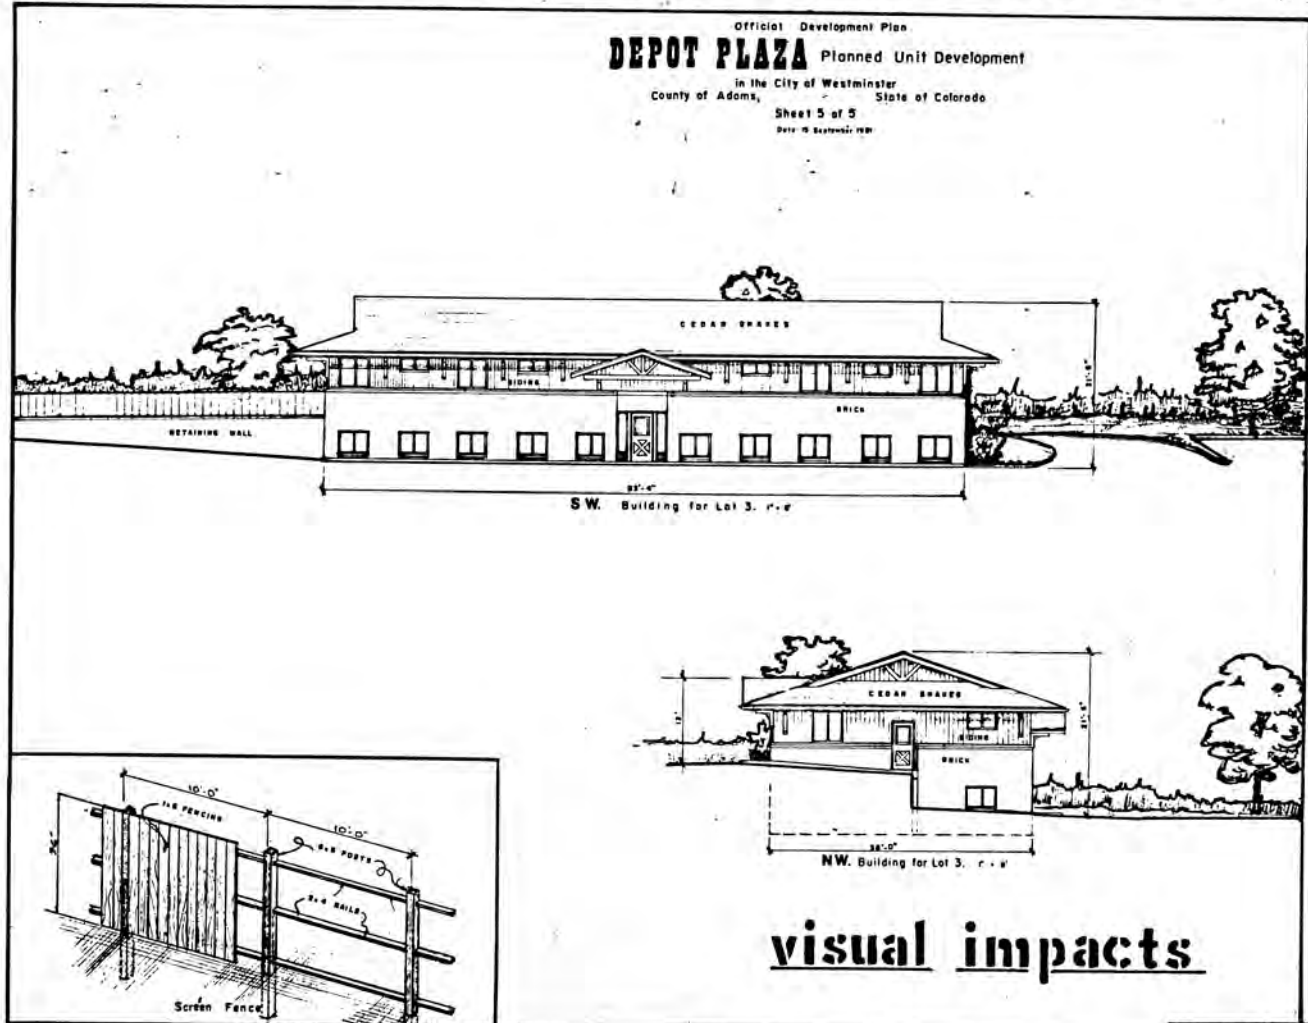 Official Development Plan
DEPOT PLAZA Planned Unit Development
in the City of Westminster
County of Adams, State of Colorado
Sheet 5 of 5
CEDAR SHAKES
SIDING
BRICK
RETAINING WALL
SW. Building for Lot 3.
CEDAR SHAKES
SIDING
BRICK
12'
NW. Building for Lot 3.
10'-0"
1x6 FENCING
10'-0"
POSTS
RAILS
Screen Fence
visual impacts